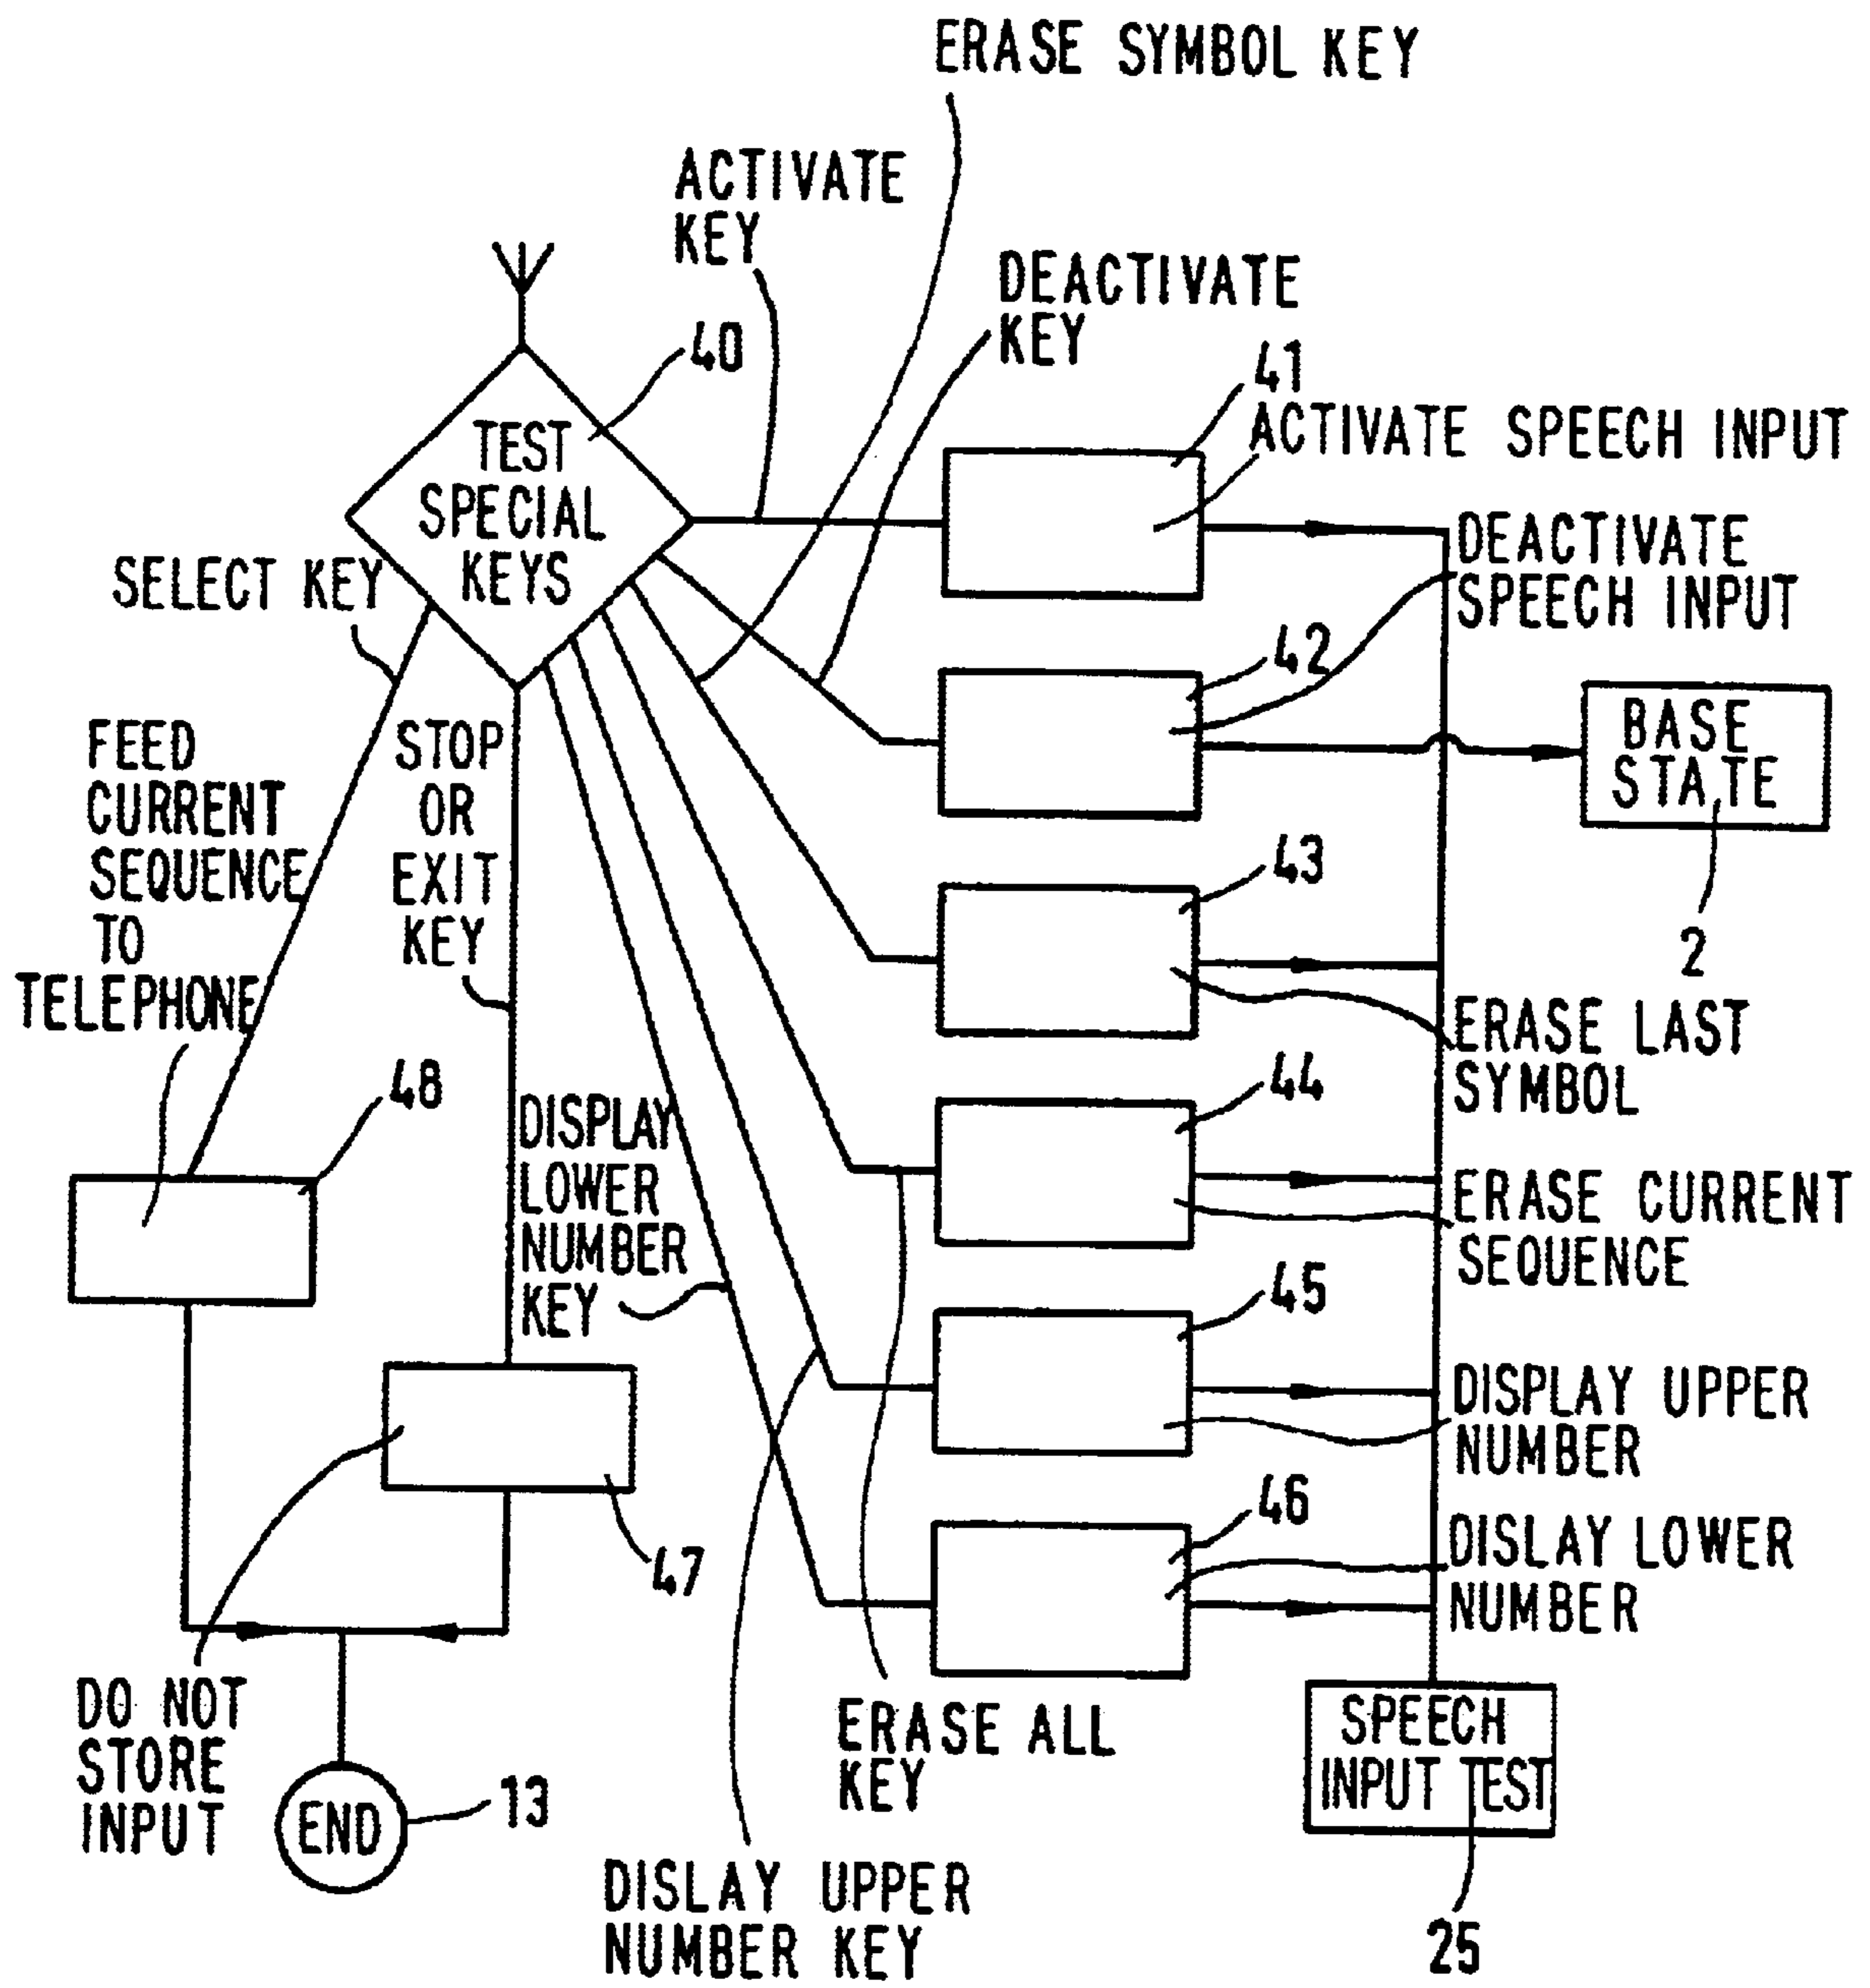 ERASE SYMBOL KEY
ACTIVATE
KEY
DEACTIVATE
KEY
40
41
ACTIVATE SPEECH INPUT
TEST
SPECIAL
KEYS
SELECT KEY
DEACTIVATE
SPEECH INPUT
42
BASE
STATE
2
FEED
CURRENT
SEQUENCE
TO
TELEPHONE
STOP
OR
EXIT
KEY
43
ERASE LAST
SYMBOL
48
44
DISPLAY
LOWER
NUMBER
KEY
ERASE CURRENT
SEQUENCE
45
DISPLAY UPPER
NUMBER
46
DISLAY LOWER
NUMBER
47
DO NOT
STORE
INPUT
END
13
ERASE ALL
KEY
SPEECH
INPUT TEST
DISLAY UPPER
NUMBER KEY
25